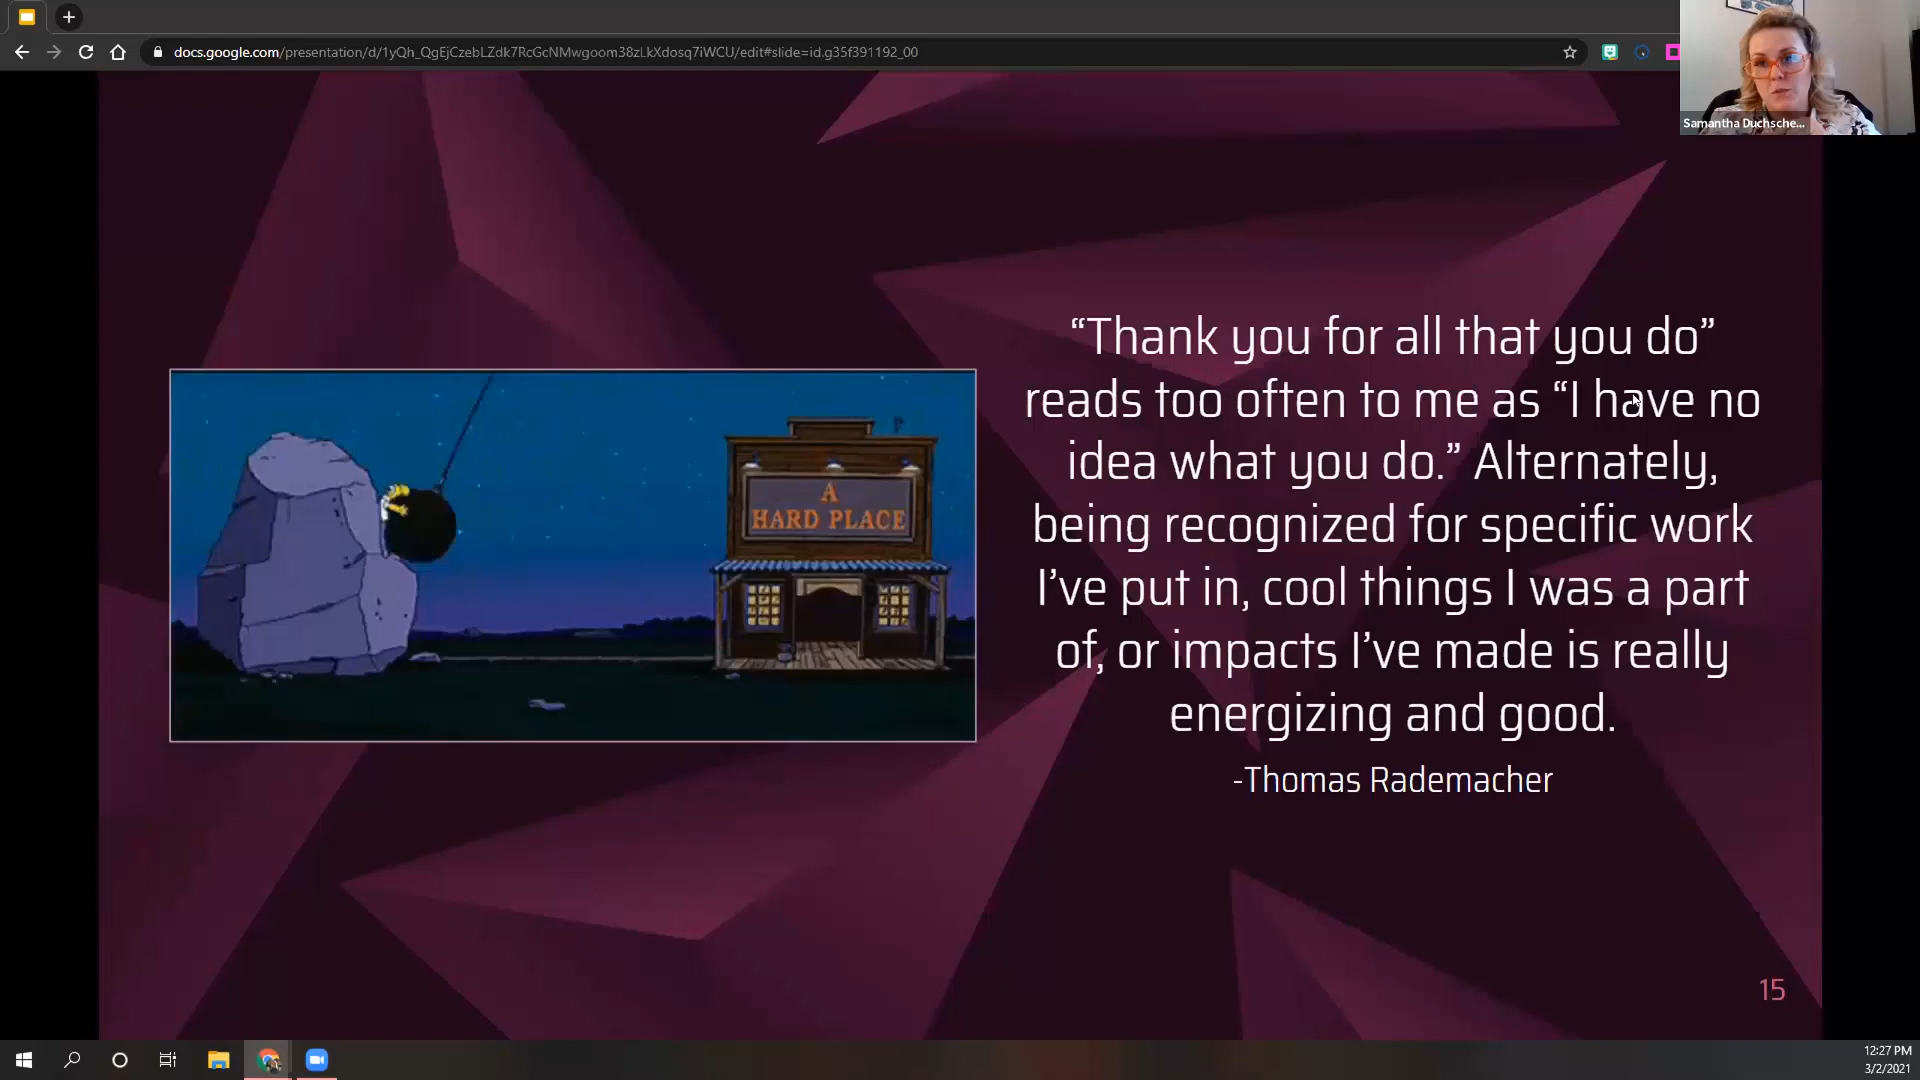 docs.google.com/presentation/d/1yQh_QgEjCzebLZdk7RcGcNMwgoom38zLkXdosq7iWCU/edit#slide=id.g35f391192_00
Samantha Duchsche...
A
HARD PLACE
“Thank you for all that you do”
reads too often to me as “I have no
idea what you do.” Alternately,
being recognized for specific work
I’ve put in, cool things I was a part
of, or impacts I’ve made is really
energizing and good.
-Thomas Rademacher
15
12:27 PM
3/2/2021